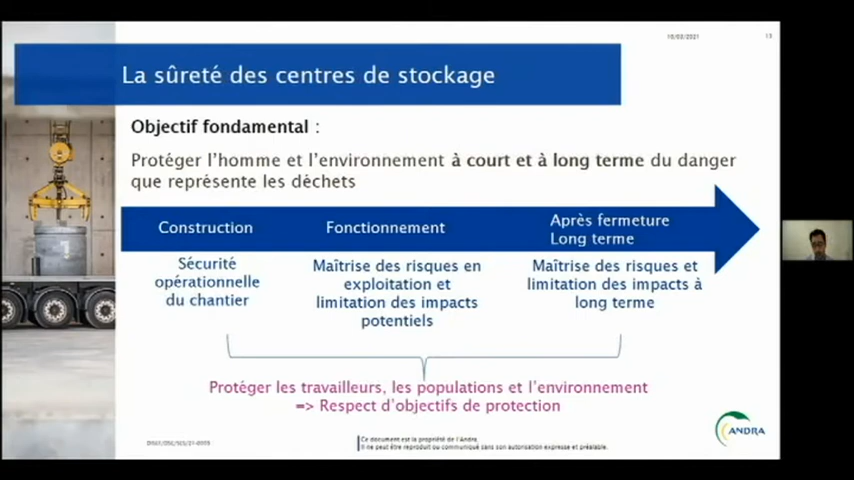 10/03/2021
13
La sûreté des centres de stockage
Objectif fondamental :
Protéger l'homme et l'environnement à court et à long terme du danger
que représente les déchets
Construction
Fonctionnement
Après fermeture
Long terme
Sécurité
opérationnelle
du chantier
Maîtrise des risques en
exploitation et
limitation des impacts
potentiels
Maîtrise des risques et
limitation des impacts à
long terme
Protéger les travailleurs, les populations et l'environnement
=> Respect d'objectifs de protection
Ce document est la propriété de l'Andra.
Il ne peut être reproduit ou communiqué sans son autorisation expresse et préalable.
ANDRA